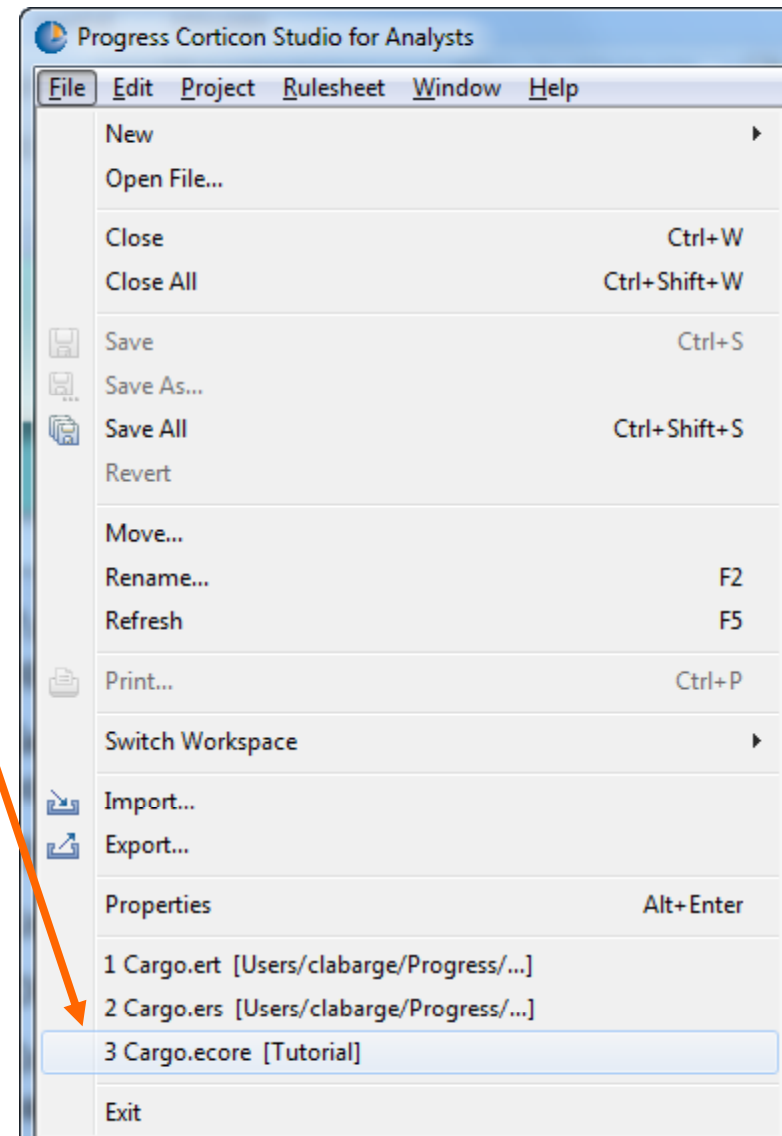 Progress Corticon Studio for Analysts
File Edit Project Rulesheet Window Help
New
Open File...
Close Ctrl+W
Close All Ctrl+Shift+W
Save Ctrl+S
Save As...
Save All Ctrl+Shift+S
Revert
Move...
Rename... F2
Refresh F5
Print... Ctrl+P
Switch Workspace
Import...
Export...
Properties Alt+Enter
1 Cargo.ert [Users/clabarge/Progress/...]
2 Cargo.ers [Users/clabarge/Progress/...]
3 Cargo.ecore [Tutorial]
Exit